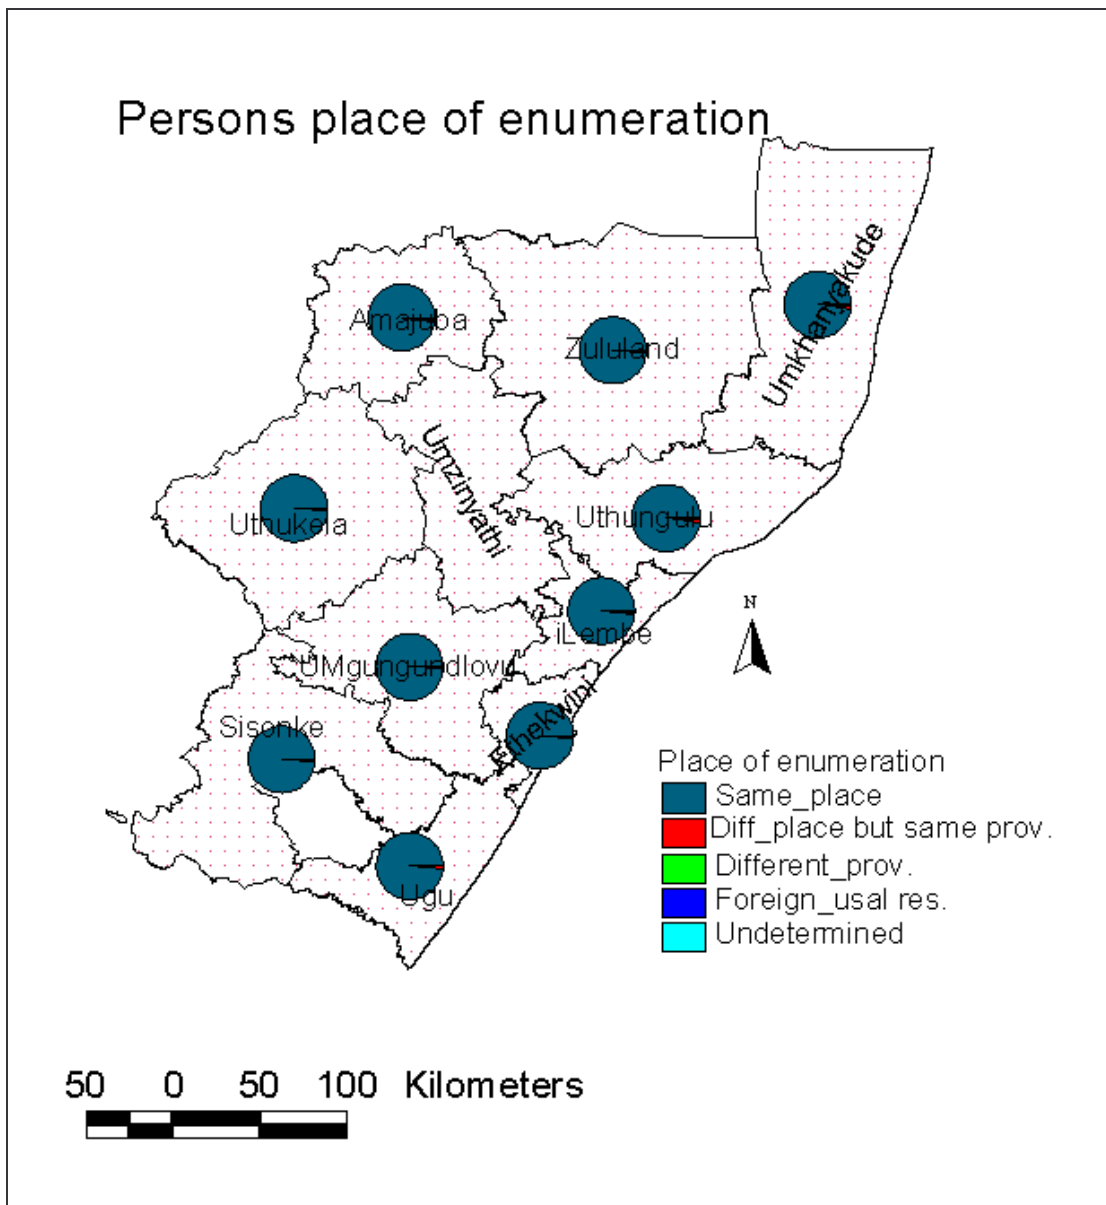 Persons place of enumeration
Amajuba
Zululand
Umkhanyakude
Umzinyathi
Uthukela
Uthungulu
iLembe
UMgungundlovu
Ethekwini
Sisonke
Ugu
N
Place of enumeration
Same_place
Diff_place but same prov.
Different_prov.
Foreign_usal res.
Undetermined
50 0 50 100 Kilometers